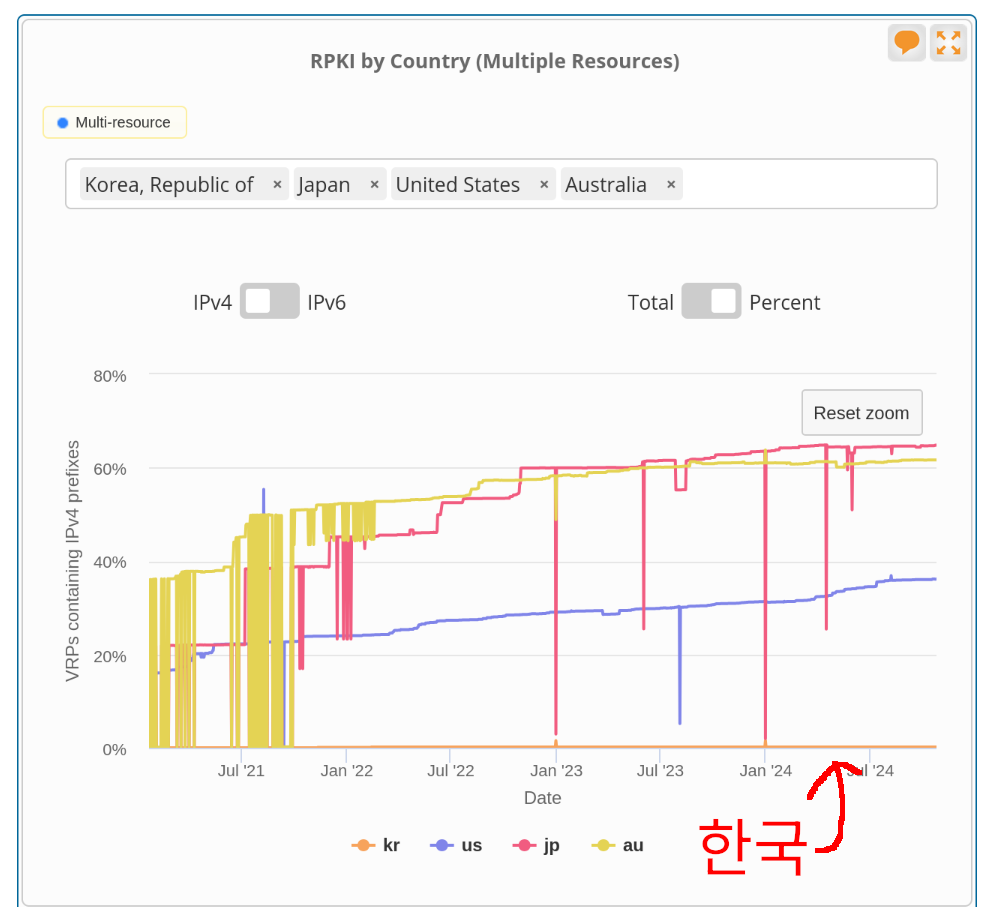 RPKI by Country (Multiple Resources)
Multi-resource
Korea, Republic of × Japan × United States × Australia ×
IPv4 IPv6 Total Percent
Reset zoom
VRPs containing IPv4 prefixes
80%
60%
40%
20%
0%
Jul '21 Jan '22 Jul '22 Jan '23 Jul '23 Jan '24 Jul '24
Date
kr us jp au
한국